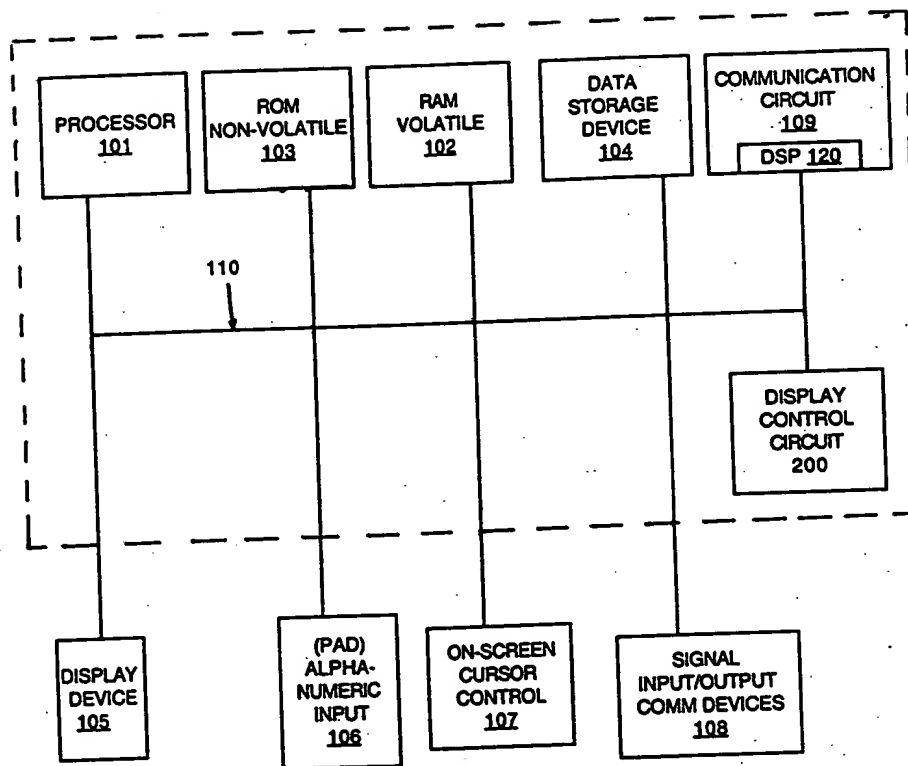 PROCESSOR
101
ROM
NON-VOLATILE
103
RAM
VOLATILE
102
DATA
STORAGE
DEVICE
104
COMMUNICATION
CIRCUIT
109
DSP 120
110
DISPLAY
CONTROL
CIRCUIT
200
DISPLAY
DEVICE
105
(PAD)
ALPHA-
NUMERIC
INPUT
106
ON-SCREEN
CURSOR
CONTROL
107
SIGNAL
INPUT/OUTPUT
COMM DEVICES
108